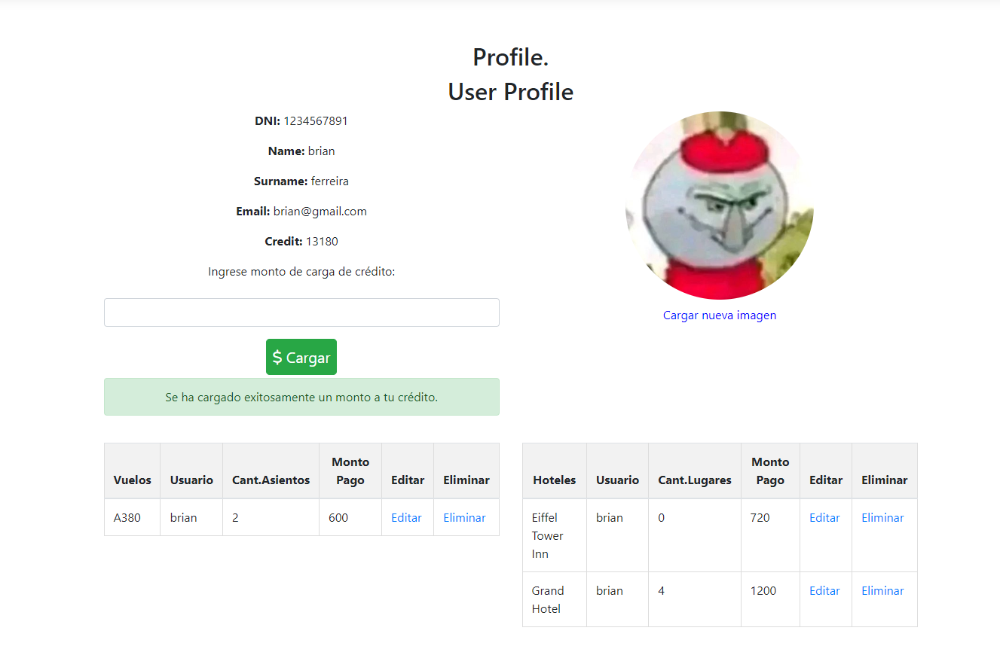 Profile.
User Profile
DNI: 1234567891
Name: brian
Surname: ferreira
Email: brian@gmail.com
Credit: 13180
Ingrese monto de carga de crédito:
$ Cargar
Se ha cargado exitosamente un monto a tu crédito.
Cargar nueva imagen
Vuelos Usuario Cant.Asientos Monto Pago Editar Eliminar
A380 brian 2 600 Editar Eliminar
Hoteles Usuario Cant.Lugares Monto Pago Editar Eliminar
Eiffel Tower Inn brian 0 720 Editar Eliminar
Grand Hotel brian 4 1200 Editar Eliminar